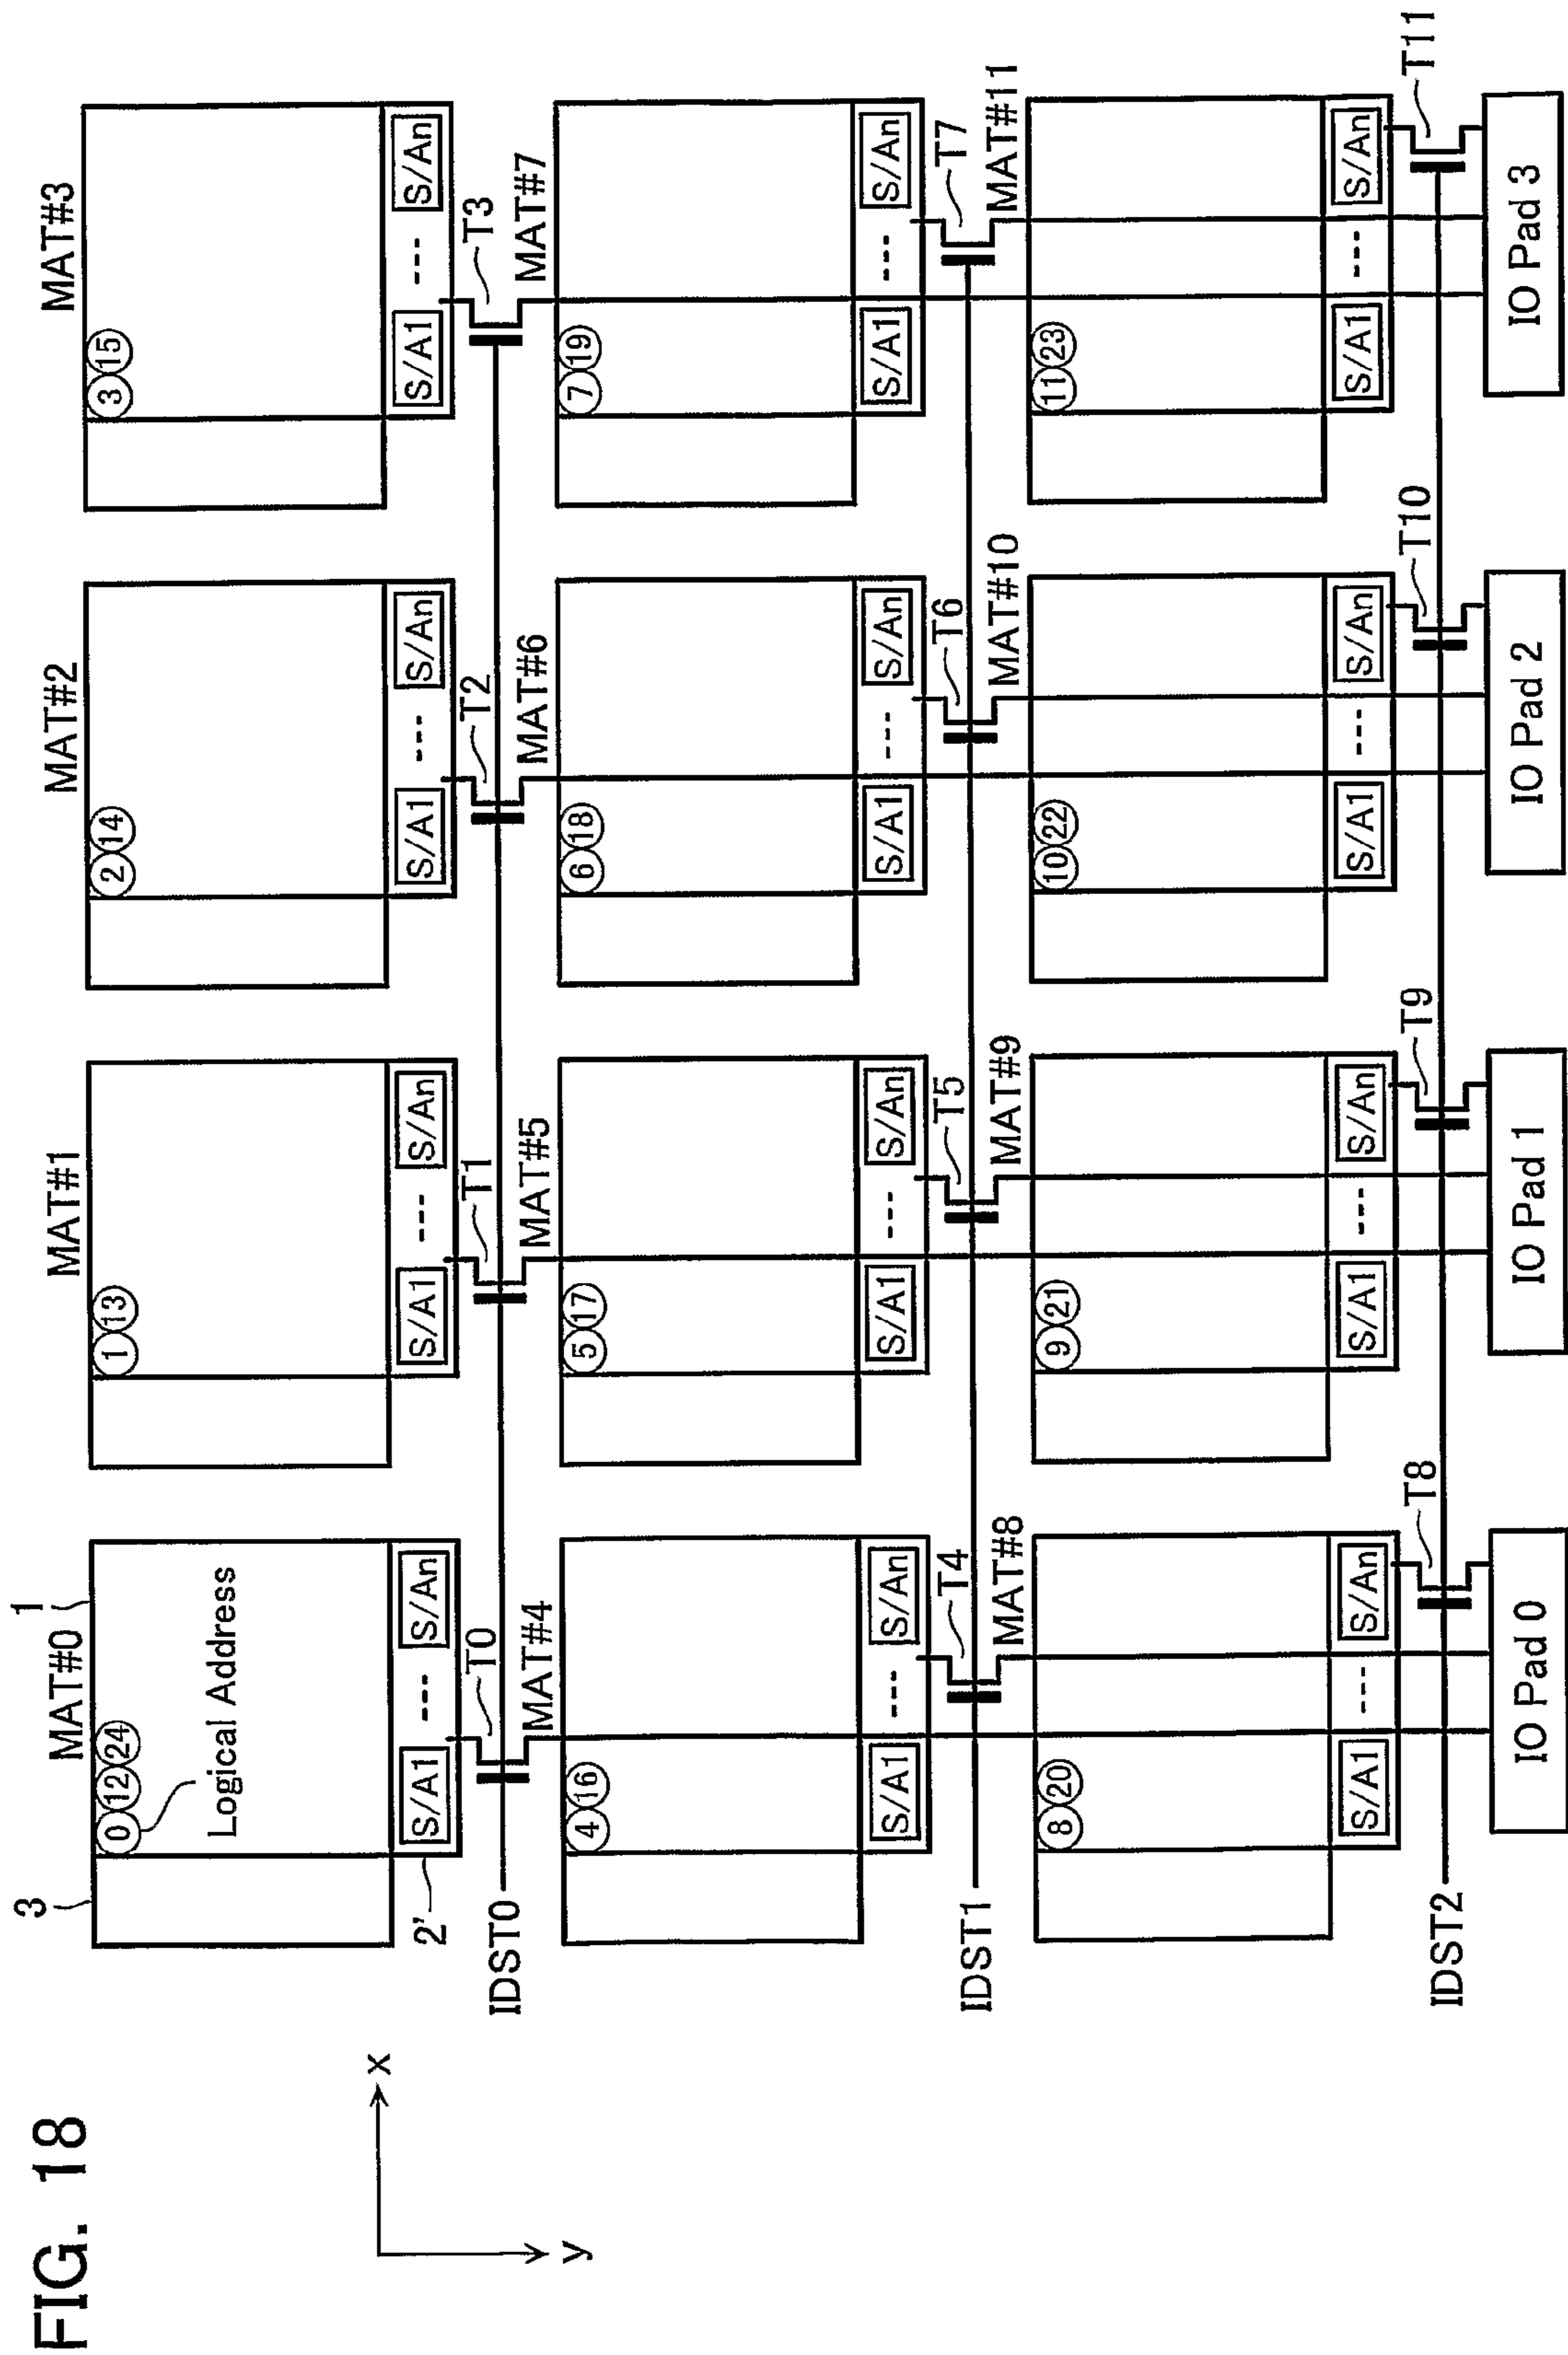 FIG. 18
x
y
3
MAT#0
1
MAT#1
MAT#2
MAT#3
0 12 24
1 13
2 14
3 15
Logical Address
2'
S/A1 --- S/An
S/A1 --- S/An
S/A1 --- S/An
S/A1 --- S/An
IDST0
T0
T1
T2
T3
MAT#4
MAT#5
MAT#6
MAT#7
4 16
5 17
6 18
7 19
S/A1 --- S/An
S/A1 --- S/An
S/A1 --- S/An
S/A1 --- S/An
IDST1
T4
T5
T6
T7
MAT#8
MAT#9
MAT#10
MAT#11
8 20
9 21
10 22
11 23
S/A1 --- S/An
S/A1 --- S/An
S/A1 --- S/An
S/A1 --- S/An
IDST2
T8
T9
T10
T11
IO Pad 0
IO Pad 1
IO Pad 2
IO Pad 3